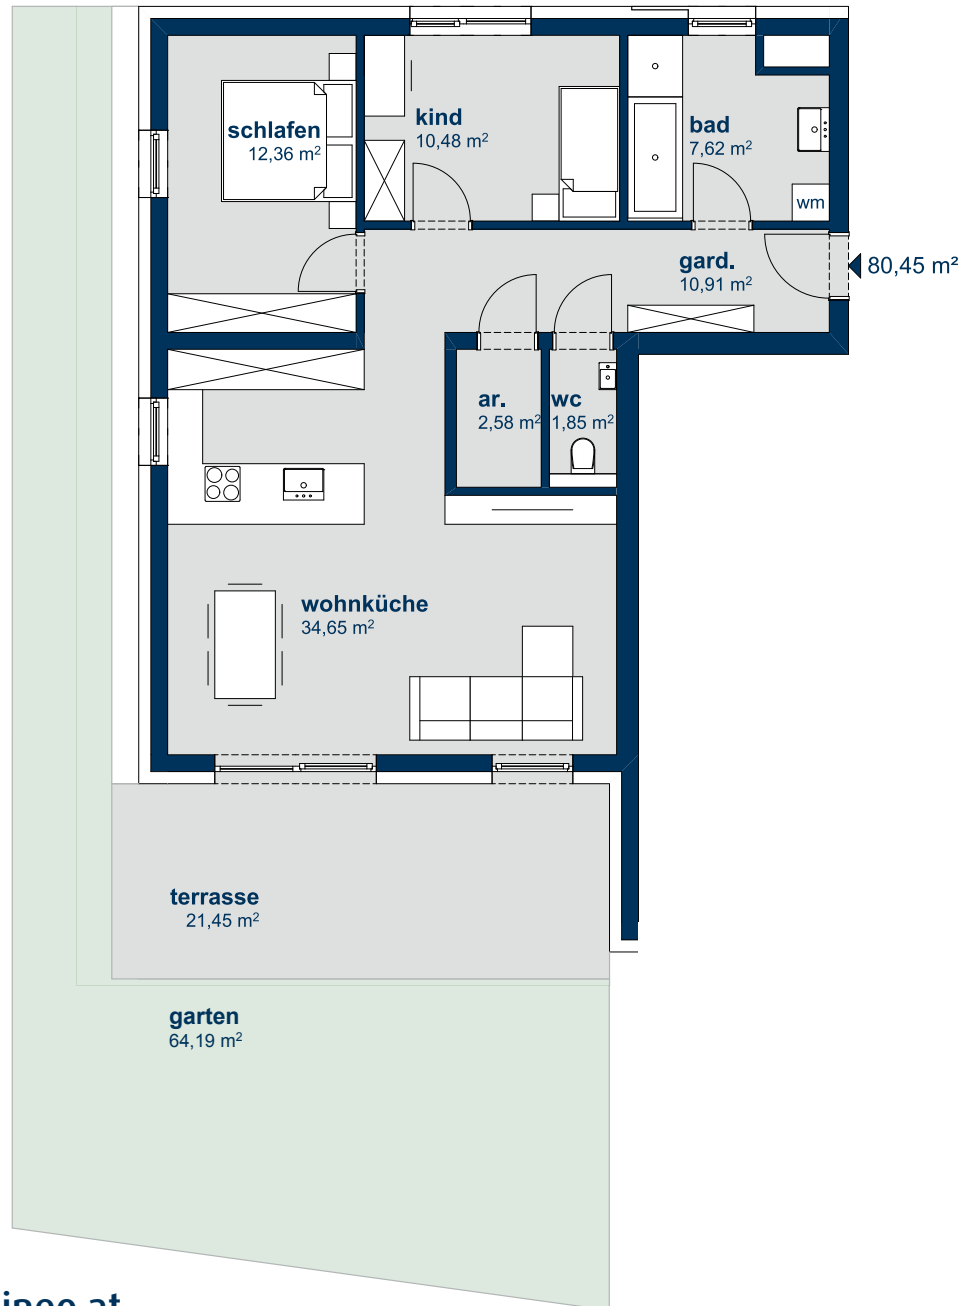 schlafen
12,36 m²
kind
10,48 m²
bad
7,62 m²
wm
gard.
10,91 m²
80,45 m²
ar.
2,58 m²
wc
1,85 m²
wohnküche
34,65 m²
terrasse
21,45 m²
garten
64,19 m²